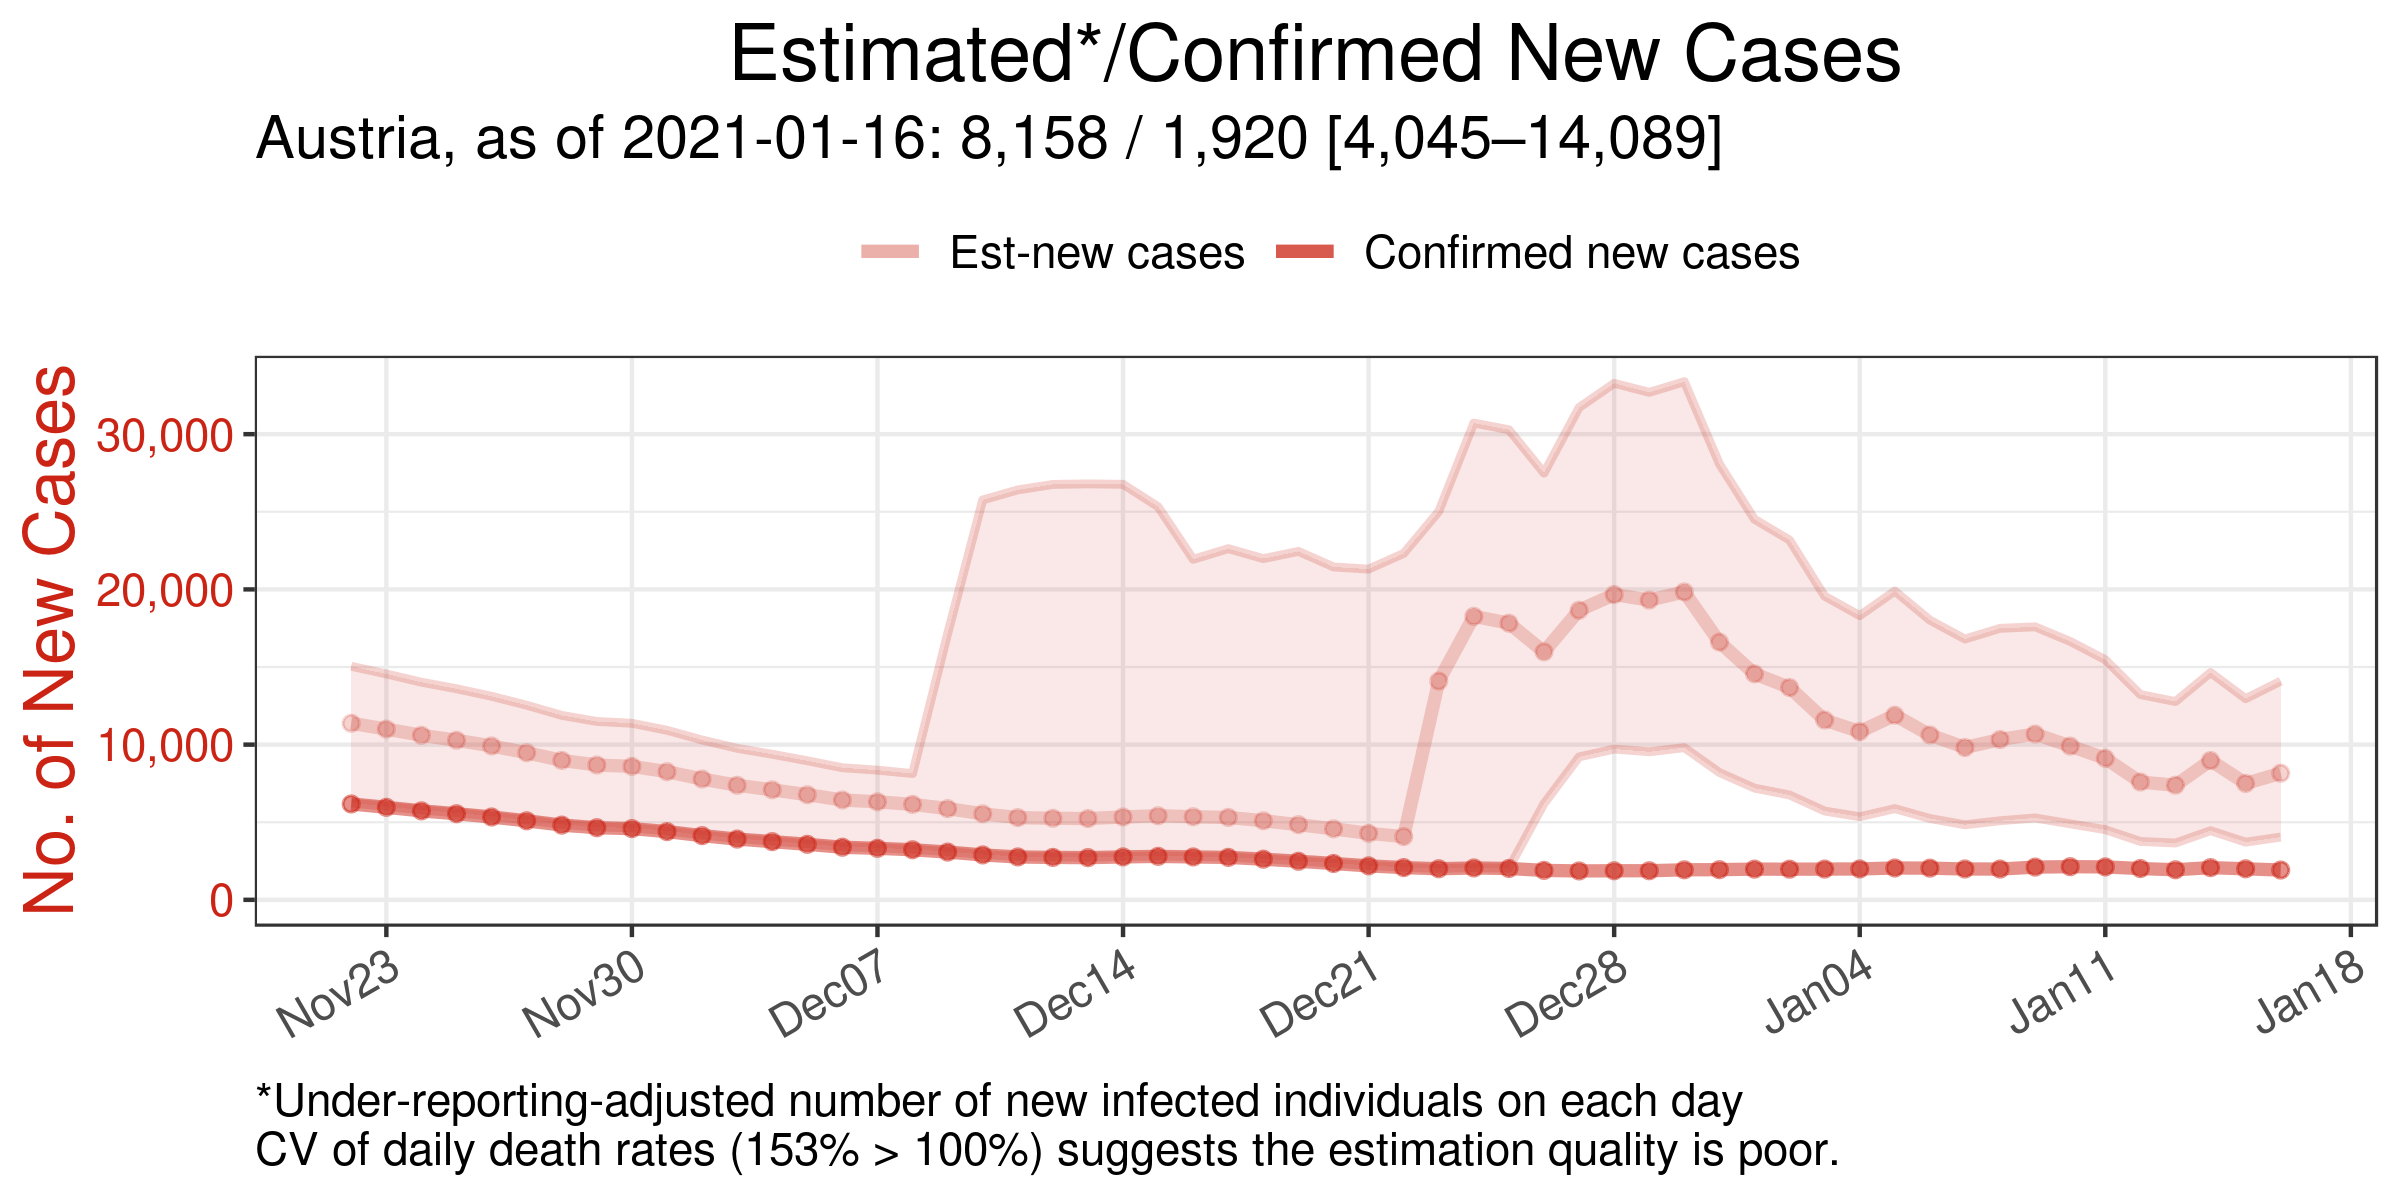 Estimated*/Confirmed New Cases
Austria, as of 2021-01-16: 8,158 / 1,920 [4,045–14,089]
Est-new cases Confirmed new cases
No. of New Cases
30,000
20,000
10,000
0
Nov23 Nov30 Dec07 Dec14 Dec21 Dec28 Jan04 Jan11 Jan18
*Under-reporting-adjusted number of new infected individuals on each day
CV of daily death rates (153% > 100%) suggests the estimation quality is poor.